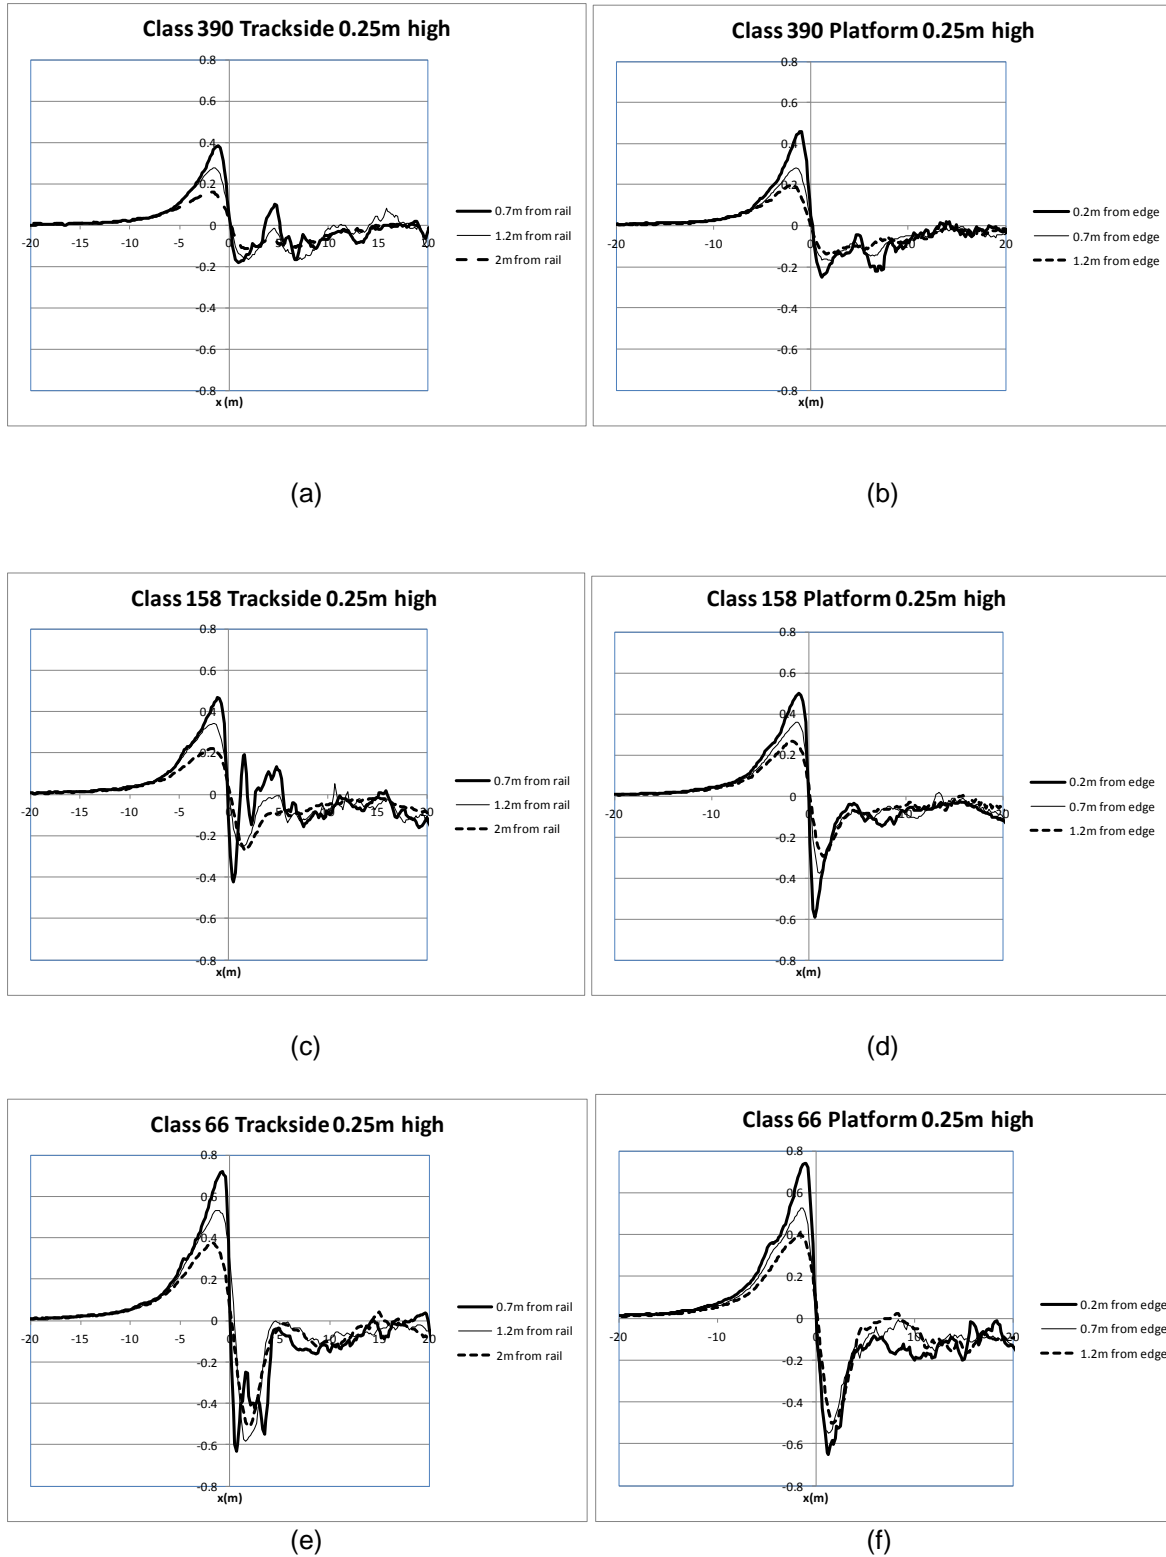 Class 390 Trackside 0.25m high
0.8
0.6
0.4
0.2
0
-0.2
-0.4
-0.6
-0.8
-20 -15 -10 -5 5 10 15 20
x (m)
0.7m from rail
1.2m from rail
2m from rail
(a)
Class 390 Platform 0.25m high
0.8
0.6
0.4
0.2
0
-0.2
-0.4
-0.6
-0.8
-20 -10 0 10 20
x(m)
0.2m from edge
0.7m from edge
1.2m from edge
(b)
Class 158 Trackside 0.25m high
0.8
0.6
0.4
0.2
0
-0.2
-0.4
-0.6
-0.8
-20 -15 -10 -5 5 10 15 20
x(m)
0.7m from rail
1.2m from rail
2m from rail
(c)
Class 158 Platform 0.25m high
0.8
0.6
0.4
0.2
0
-0.2
-0.4
-0.6
-0.8
-20 -10 0 10 20
x(m)
0.2m from edge
0.7m from edge
1.2m from edge
(d)
Class 66 Trackside 0.25m high
0.8
0.6
0.4
0.2
0
-0.2
-0.4
-0.6
-0.8
-20 -15 -10 -5 5 10 15 20
x(m)
0.7m from rail
1.2m from rail
2m from rail
(e)
Class 66 Platform 0.25m high
0.8
0.6
0.4
0.2
0
-0.2
-0.4
-0.6
-0.8
-20 -10 0 10 20
x(m)
0.2m from edge
0.7m from edge
1.2m from edge
(f)